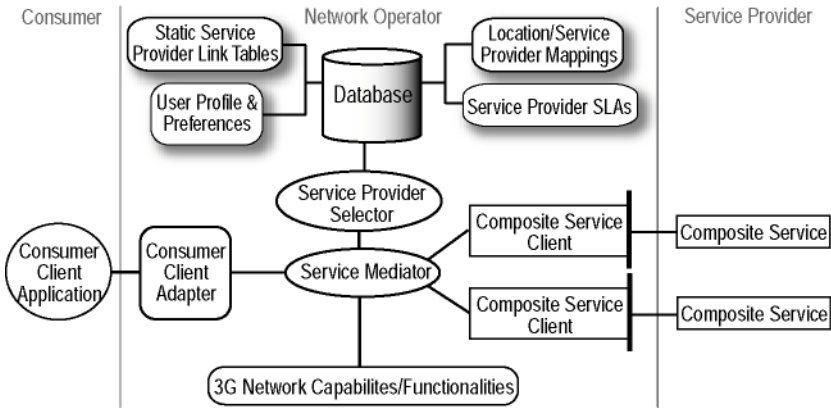 Consumer
Network Operator
Service Provider
Static Service
Provider Link Tables
User Profile &
Preferences
Database
Location/Service
Provider Mappings
Service Provider SLAs
Service Provider
Selector
Consumer
Client
Application
Consumer
Client
Adapter
Service Mediator
Composite Service
Client
Composite Service
Composite Service
Client
Composite Service
3G Network Capabilites/Functionalities